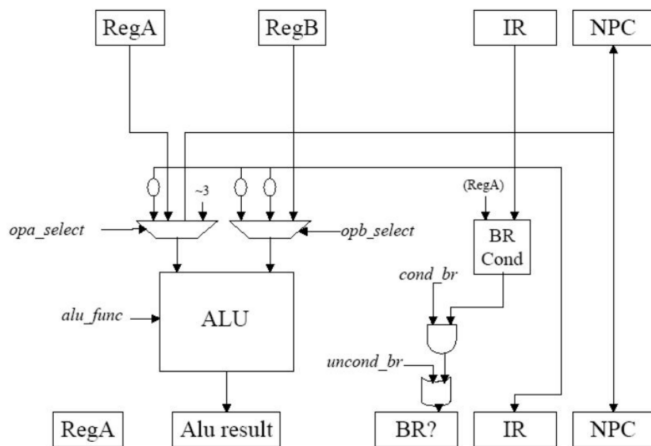 RegA RegB IR NPC
~3
(RegA)
opa_select opb_select
BR
Cond
cond_br
alu_func ALU
uncond_br
RegA Alu result BR? IR NPC